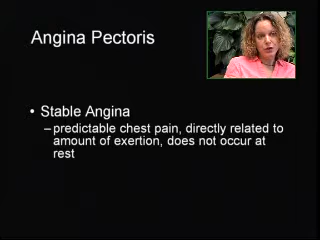 Angina Pectoris
• Stable Angina
– predictable chest pain, directly related to
amount of exertion, does not occur at
rest